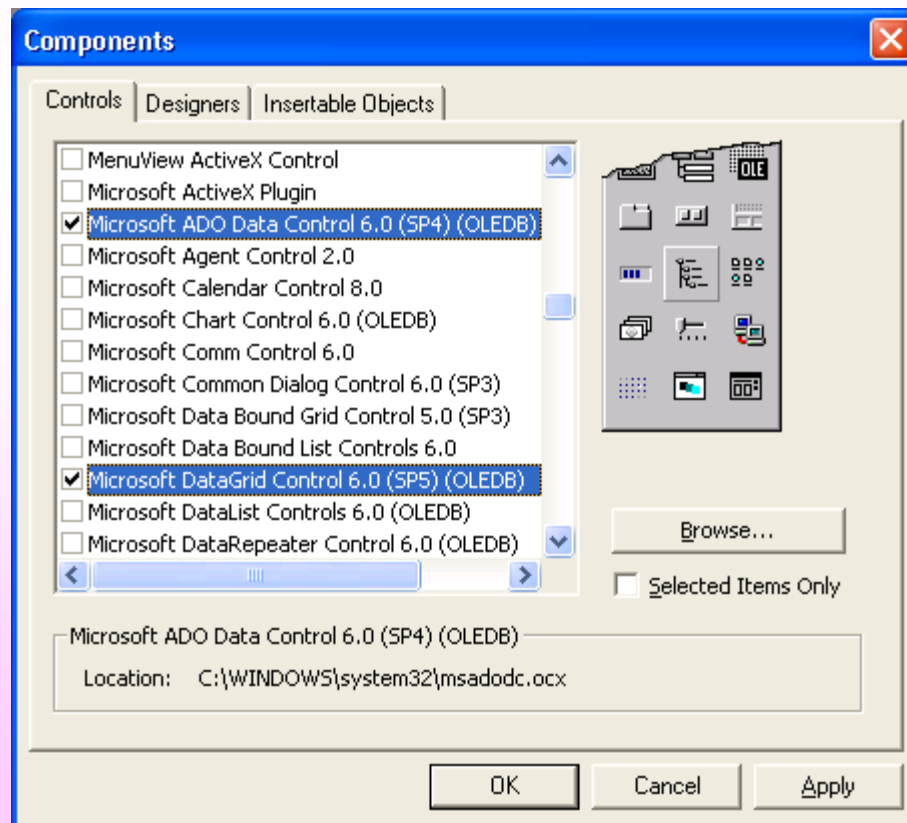 Components
Controls Designers Insertable Objects
MenuView ActiveX Control
Microsoft ActiveX Plugin
Microsoft ADO Data Control 6.0 (SP4) (OLEDB)
Microsoft Agent Control 2.0
Microsoft Calendar Control 8.0
Microsoft Chart Control 6.0 (OLEDB)
Microsoft Comm Control 6.0
Microsoft Common Dialog Control 6.0 (SP3)
Microsoft Data Bound Grid Control 5.0 (SP3)
Microsoft Data Bound List Controls 6.0
Microsoft DataGrid Control 6.0 (SP5) (OLEDB)
Microsoft DataList Controls 6.0 (OLEDB)
Microsoft DataRepeater Control 6.0 (OLEDB)
OLE
Browse...
Selected Items Only
Microsoft ADO Data Control 6.0 (SP4) (OLEDB)
Location: C:\WINDOWS\system32\msadodc.ocx
OK Cancel Apply